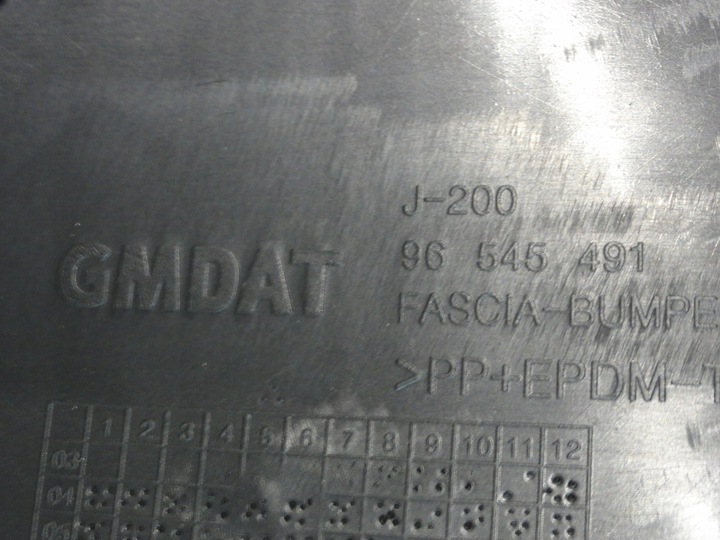 J-200
GMDAT
96 545 491
FASCIA-BUMPE
>PP+EPDM-T
1 2 3 4 5 6 7 8 9 10 11 12
03
04
05